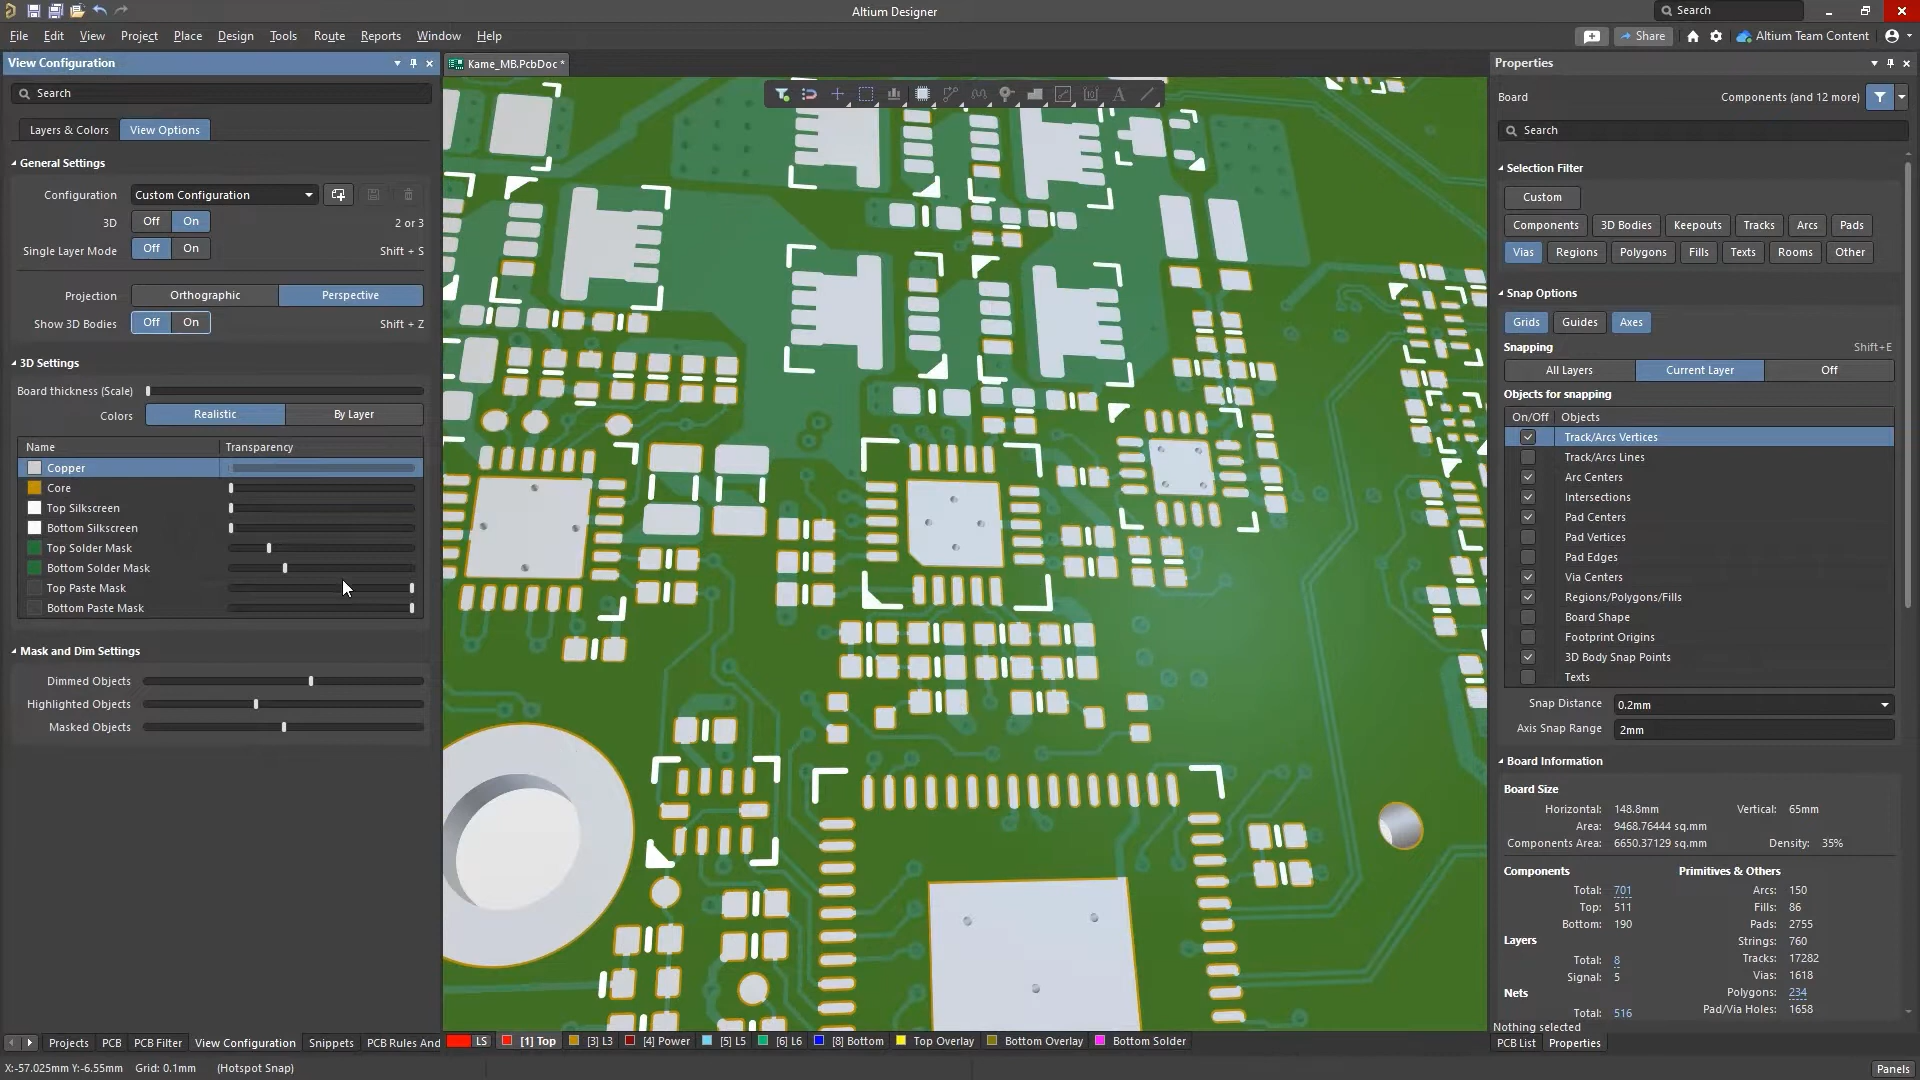 Altium Designer
Search
File Edit View Project Place Design Tools Route Reports Window Help
Share
Altium Team Content
View Configuration
Search
Layers & Colors View Options
General Settings
Configuration Custom Configuration
3D Off On 2 or 3
Single Layer Mode Off On Shift + S
Projection Orthographic Perspective
Show 3D Bodies Off On Shift + Z
3D Settings
Board thickness (Scale)
Colors Realistic By Layer
Name Transparency
Copper
Core
Top Silkscreen
Bottom Silkscreen
Top Solder Mask
Bottom Solder Mask
Top Paste Mask
Bottom Paste Mask
Mask and Dim Settings
Dimmed Objects
Highlighted Objects
Masked Objects
Kame_MB.PcbDoc *
Properties
Board Components (and 12 more)
Search
Selection Filter
Custom
Components 3D Bodies Keepouts Tracks Arcs Pads
Vias Regions Polygons Fills Texts Rooms Other
Snap Options
Grids Guides Axes
Snapping Shift+E
All Layers Current Layer Off
Objects for snapping
On/Off Objects
Track/Arcs Vertices
Track/Arcs Lines
Arc Centers
Intersections
Pad Centers
Pad Vertices
Pad Edges
Via Centers
Regions/Polygons/Fills
Board Shape
Footprint Origins
3D Body Snap Points
Texts
Snap Distance 0.2mm
Axis Snap Range 2mm
Board Information
Board Size
Horizontal: 148.8mm Vertical: 65mm
Area: 9468.76444 sq.mm
Components Area: 6650.37129 sq.mm Density: 35%
Components Primitives & Others
Total: 701 Arcs: 150
Top: 511 Fills: 86
Bottom: 190 Pads: 2755
Layers Strings: 760
Total: 8 Tracks: 17282
Signal: 5 Vias: 1618
Nets Polygons: 234
Total: 516 Pad/Via Holes: 1658
Nothing selected
PCB List Properties
Projects PCB PCB Filter View Configuration Snippets PCB Rules And
LS [1] Top [3] L3 [4] Power [5] L5 [6] L6 [8] Bottom Top Overlay Bottom Overlay Bottom Solder
X:-57.025mm Y:-6.55mm Grid: 0.1mm (Hotspot Snap)
Panels